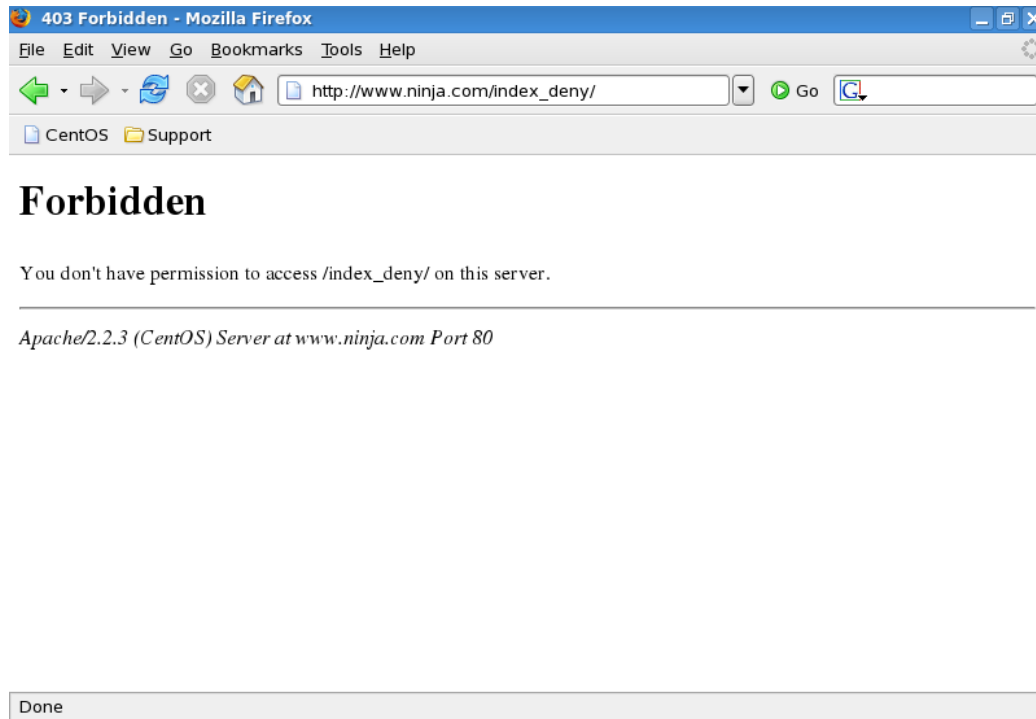 403 Forbidden - Mozilla Firefox
File Edit View Go Bookmarks Tools Help
http://www.ninja.com/index_deny/ Go G
CentOS Support
Forbidden
You don't have permission to access /index_deny/ on this server.
Apache/2.2.3 (CentOS) Server at www.ninja.com Port 80
Done